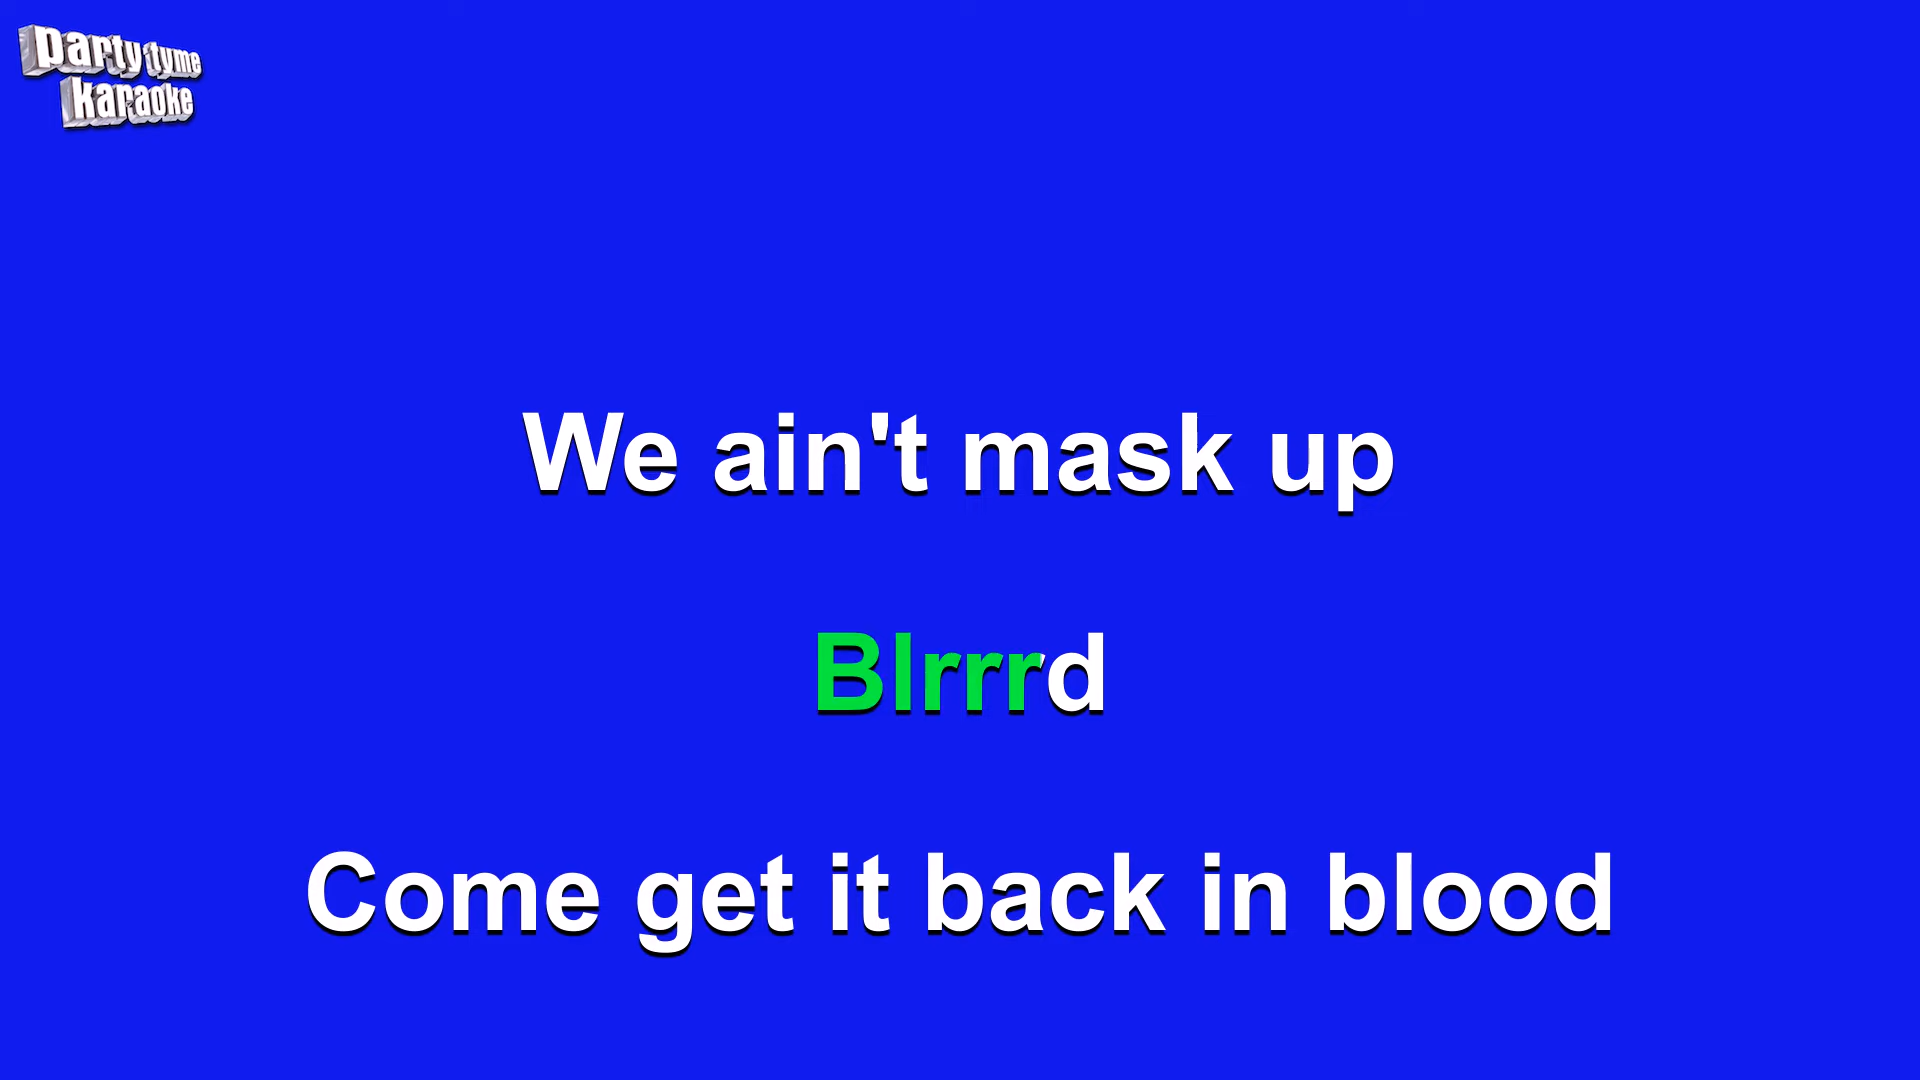 party tyme
karaoke
We ain't mask up
Blrrrd
Come get it back in blood